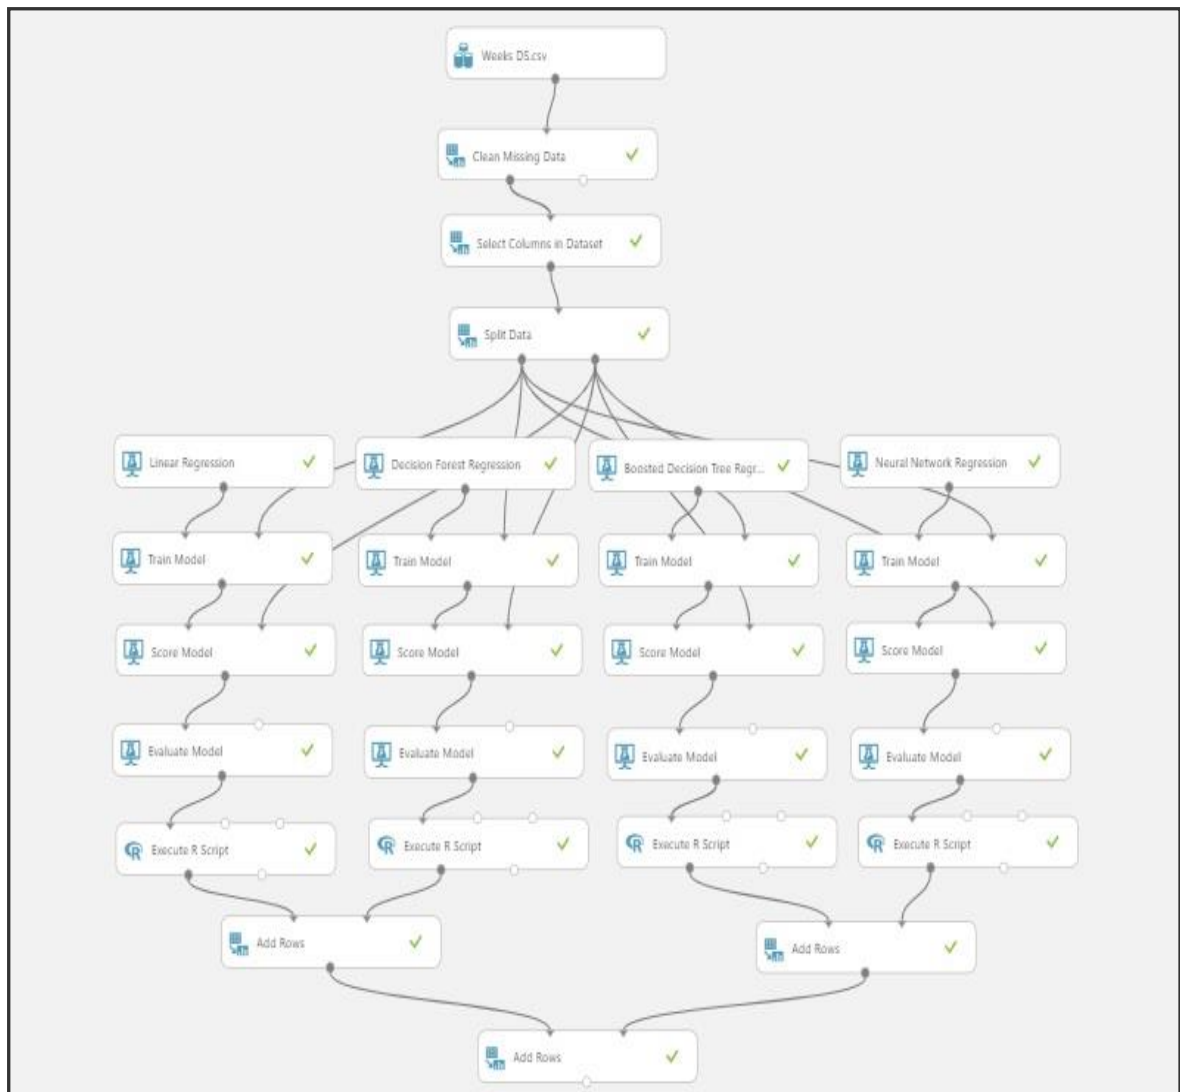 Weeks DS.csv
Clean Missing Data
Select Columns in Dataset
Split Data
Linear Regression
Decision Forest Regression
Boosted Decision Tree Regr...
Neural Network Regression
Train Model
Train Model
Train Model
Train Model
Score Model
Score Model
Score Model
Score Model
Evaluate Model
Evaluate Model
Evaluate Model
Evaluate Model
Execute R Script
Execute R Script
Execute R Script
Execute R Script
Add Rows
Add Rows
Add Rows